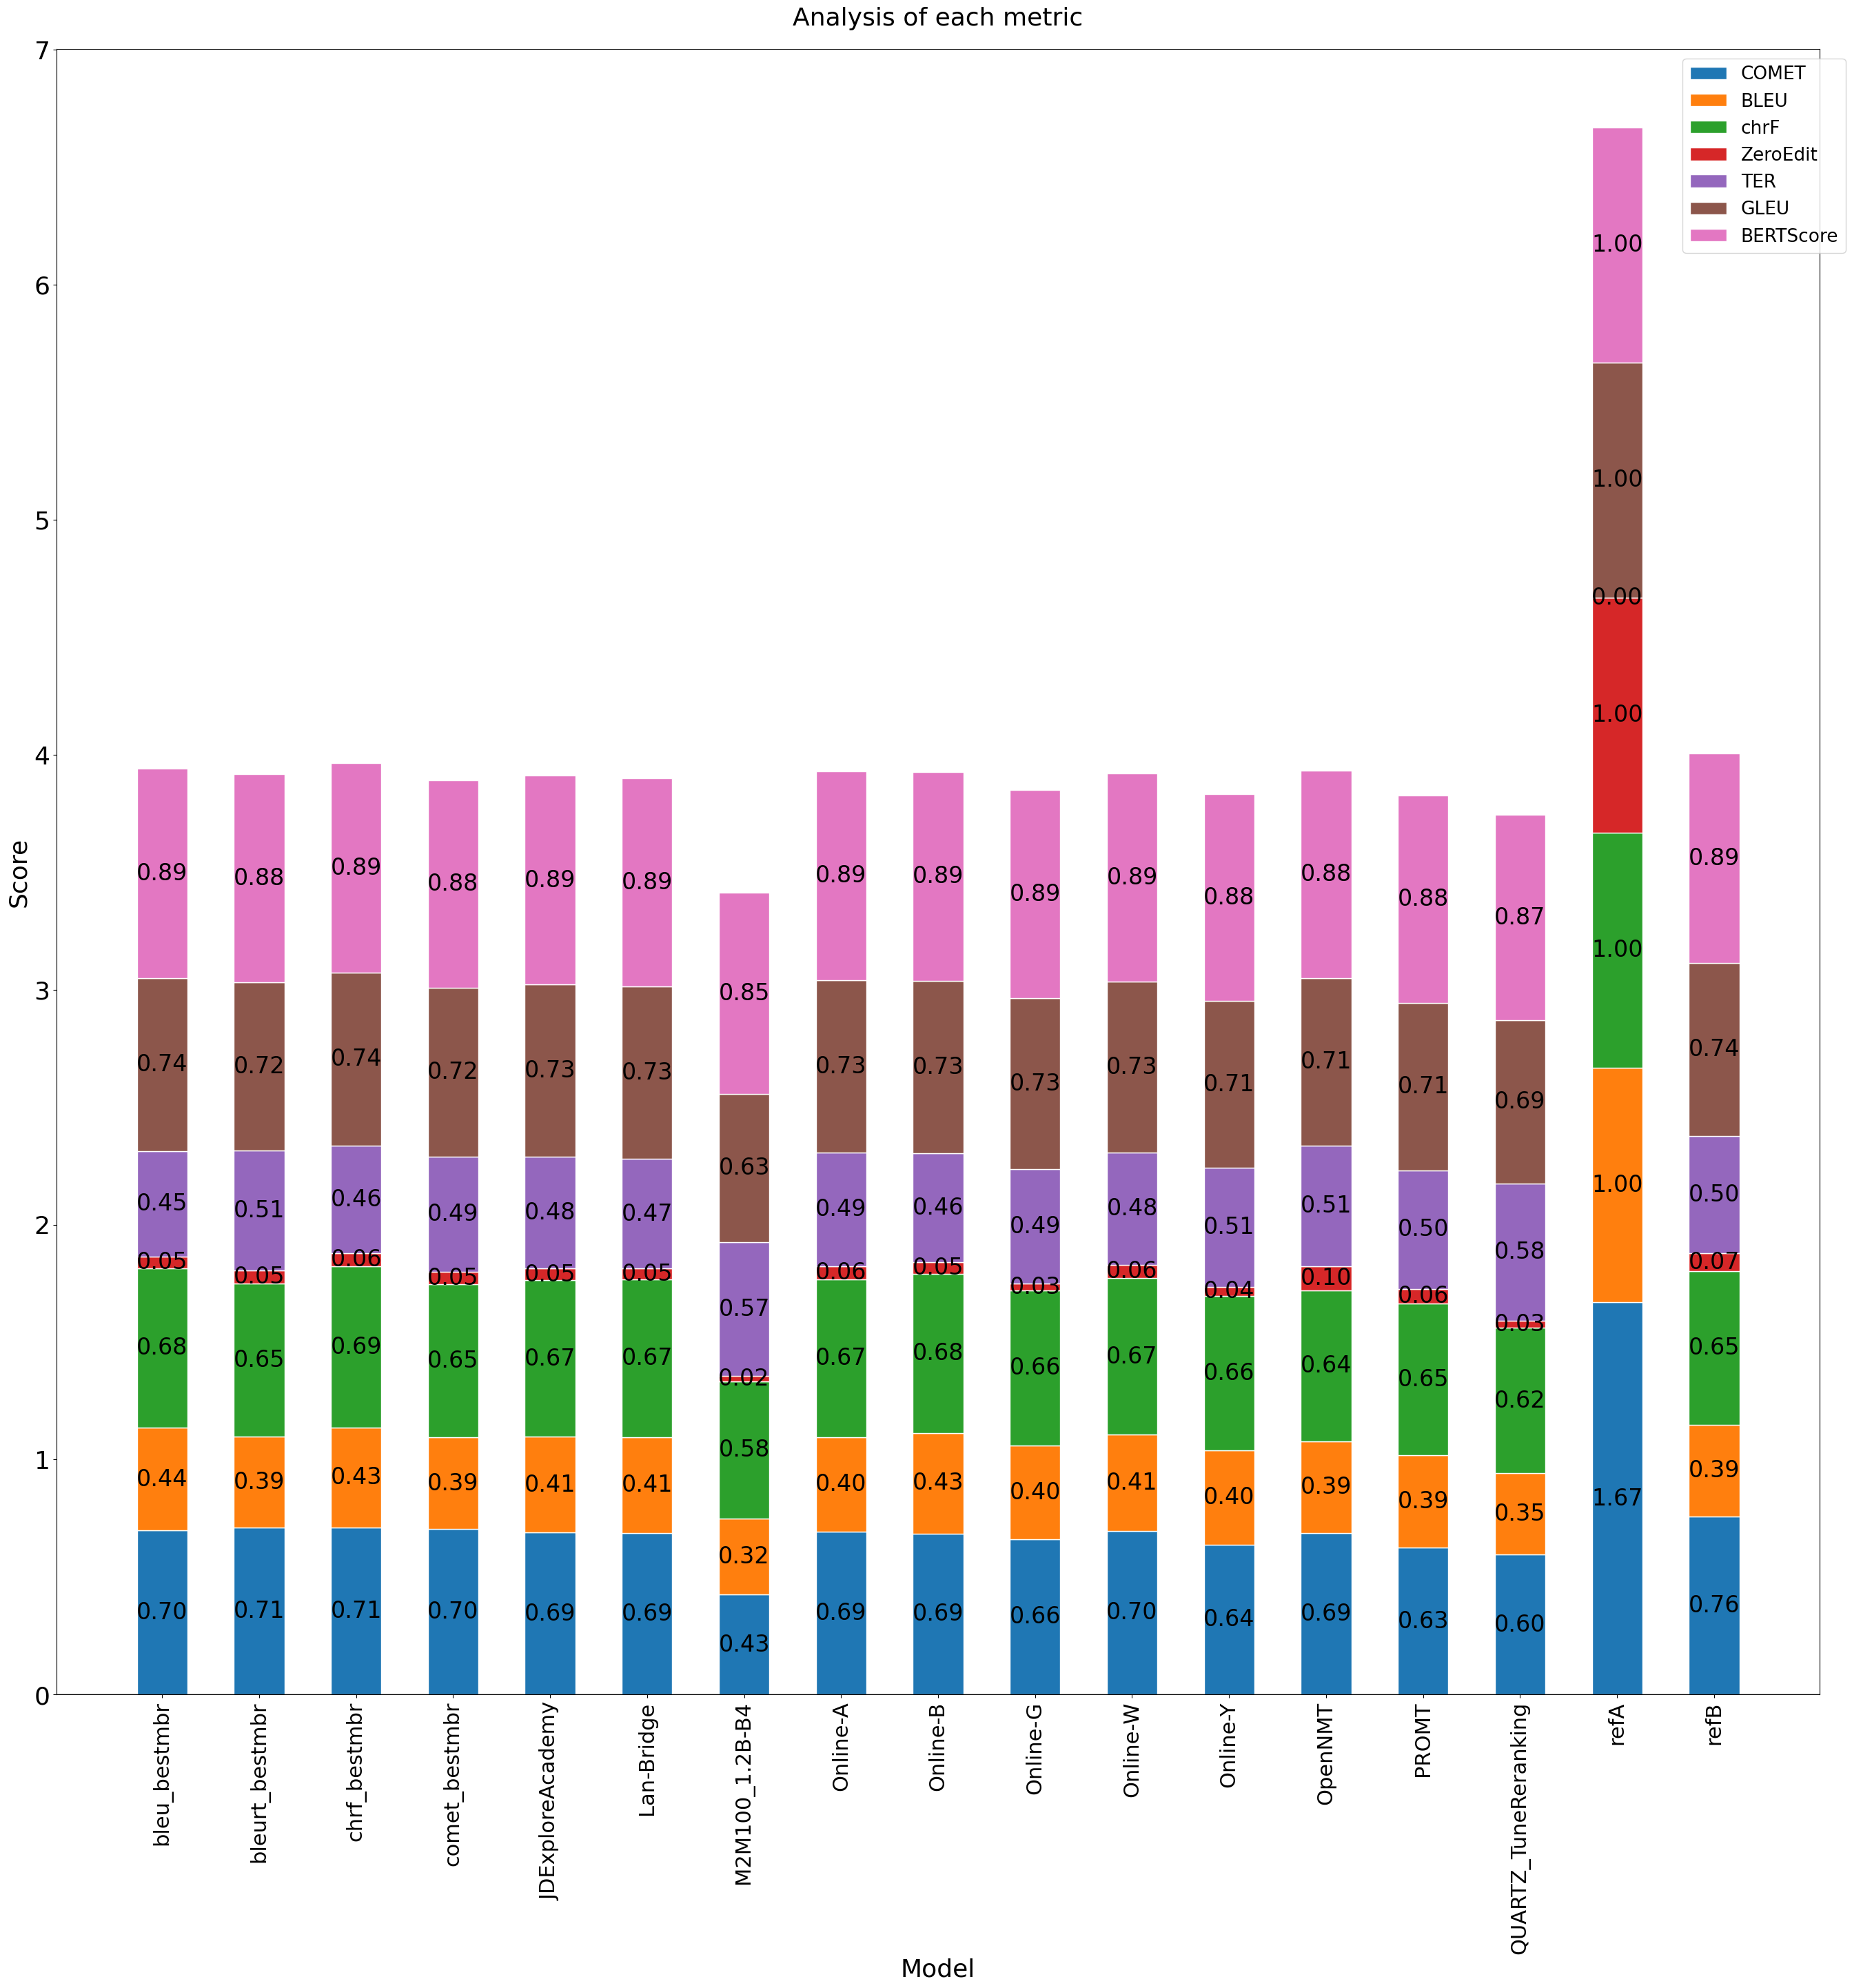 Analysis of each metric
COMET
BLEU
chrF
ZeroEdit
TER
GLEU
BERTScore
Score
7
6
5
4
3
2
1
0
0.89 0.88 0.89 0.88 0.89 0.89 0.85 0.89 0.89 0.89 0.89 0.88 0.88 0.88 0.87 1.00 0.89
0.74 0.72 0.74 0.72 0.73 0.73 0.63 0.73 0.73 0.73 0.73 0.71 0.71 0.71 0.69 1.00 0.74
0.45 0.51 0.46 0.49 0.48 0.47 0.57 0.49 0.46 0.49 0.48 0.51 0.51 0.50 0.58 0.00 0.50
0.05 0.05 0.06 0.05 0.05 0.05 0.02 0.06 0.05 0.03 0.06 0.04 0.10 0.06 0.03 1.00 0.07
0.68 0.65 0.69 0.65 0.67 0.67 0.58 0.67 0.68 0.66 0.67 0.66 0.64 0.65 0.62 1.00 0.65
0.44 0.39 0.43 0.39 0.41 0.41 0.32 0.40 0.43 0.40 0.41 0.40 0.39 0.39 0.35 1.00 0.39
0.70 0.71 0.71 0.70 0.69 0.69 0.43 0.69 0.69 0.66 0.70 0.64 0.69 0.63 0.60 1.67 0.76
bleu_bestmbr
bleurt_bestmbr
chrf_bestmbr
comet_bestmbr
JDExploreAcademy
Lan-Bridge
M2M100_1.2B-B4
Online-A
Online-B
Online-G
Online-W
Online-Y
OpenNMT
PROMT
QUARTZ_TuneReranking
refA
refB
Model